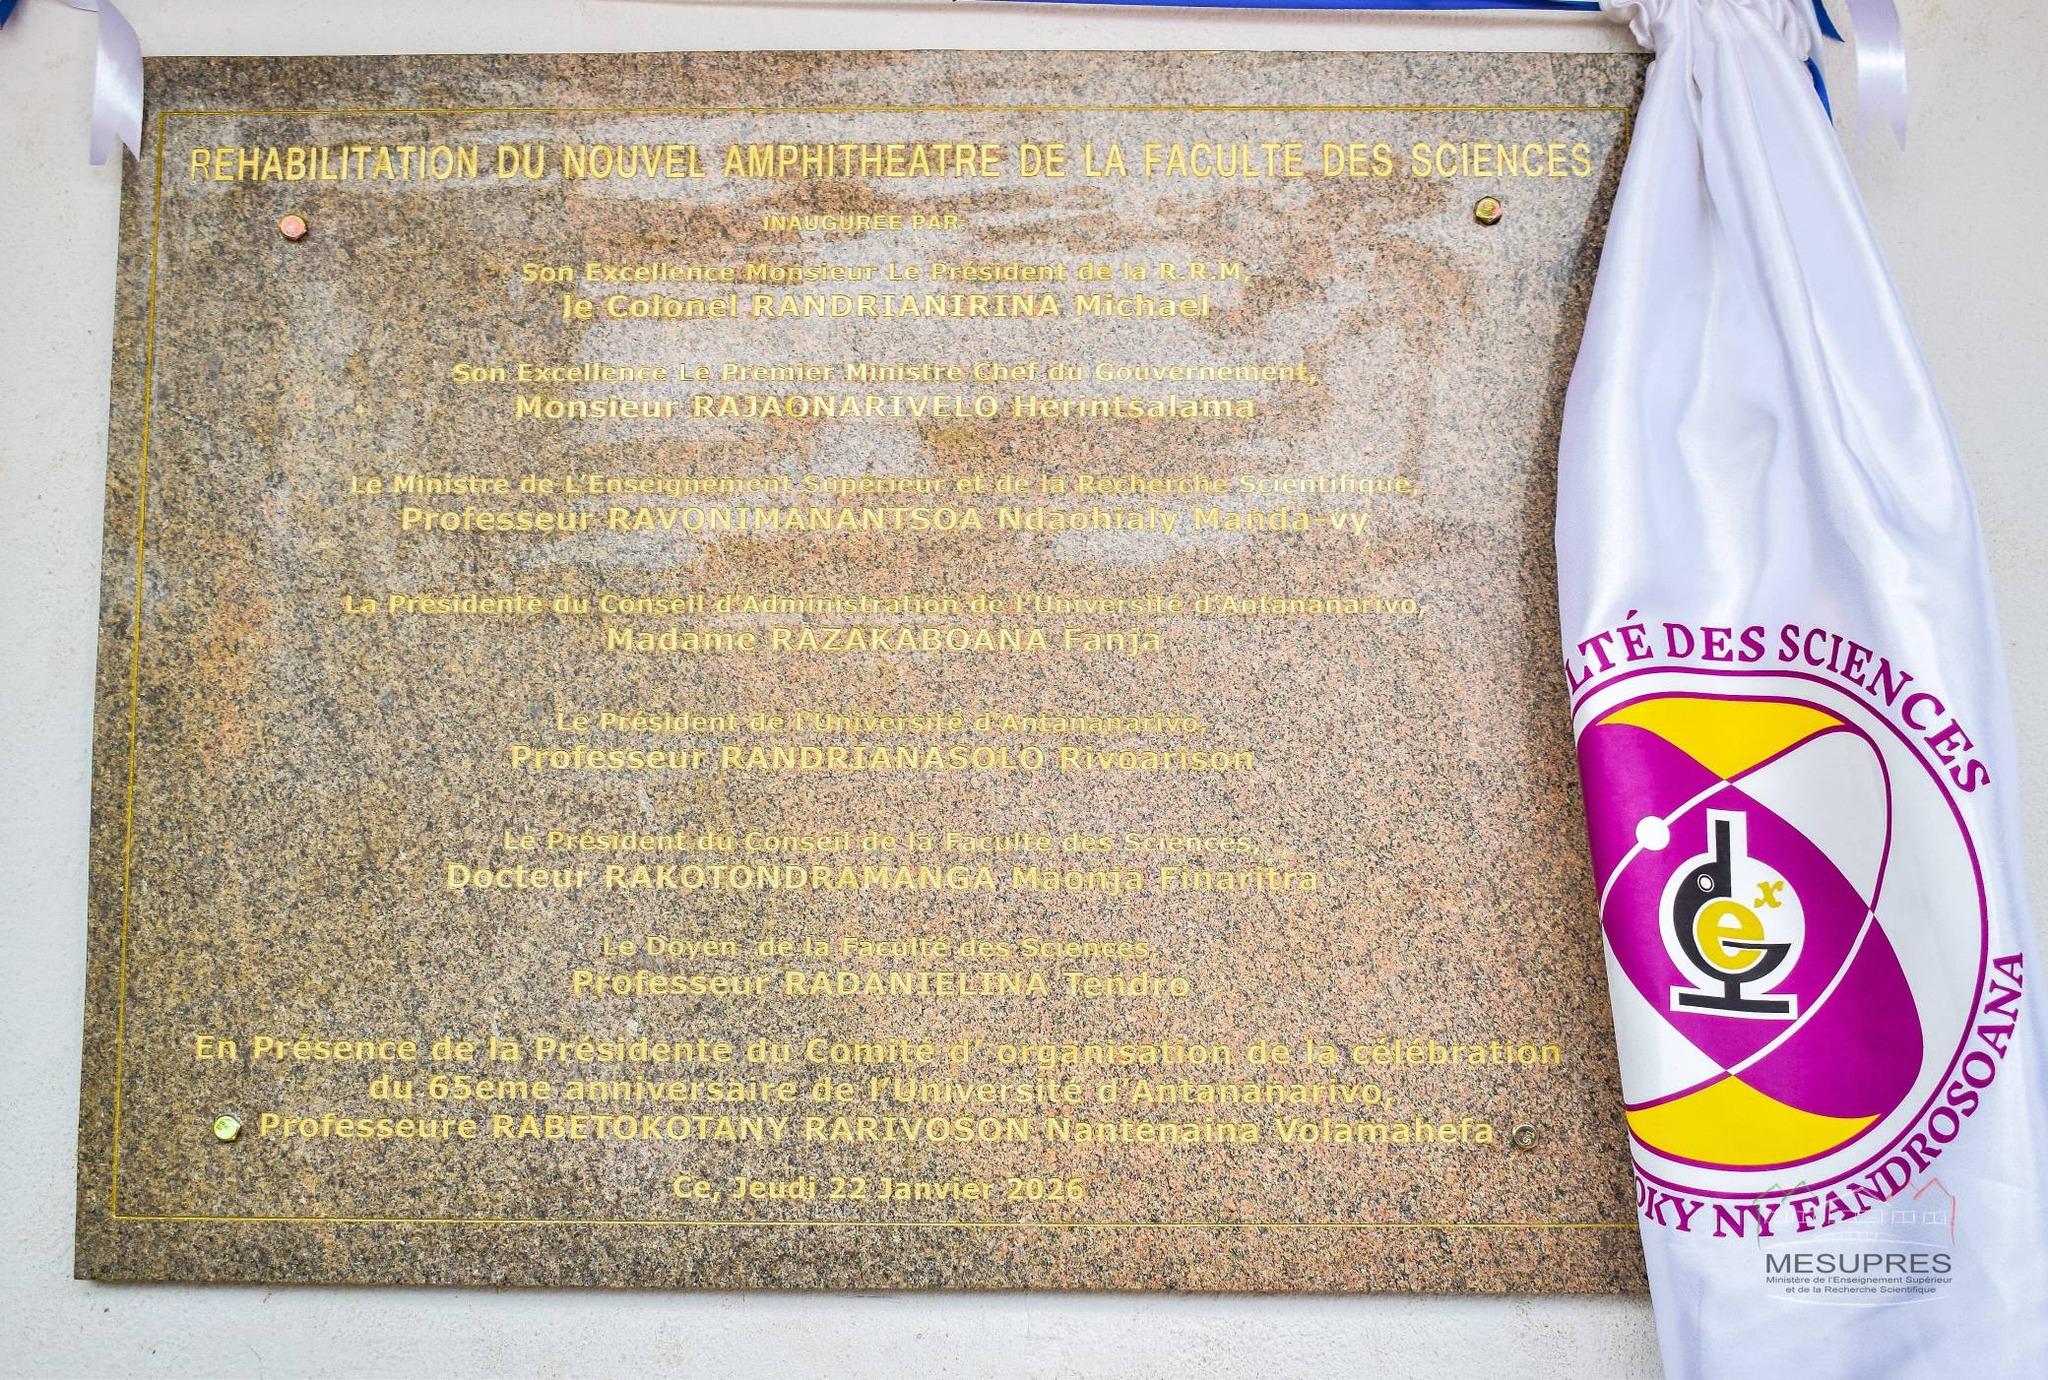 REHABILITATION DU NOUVEL AMPHITHEATRE DE LA FACULTE DES SCIENCES
INAUGUREE PAR:
Son Excellence Monsieur Le Président de la R.R.M,
le Colonel RANDRIANIRINA Michael
Son Excellence Le Premier Ministre Chef du Gouvernement,
Monsieur RAJAONARIVELO Herintsalama
Le Ministre de L'Enseignement Supérieur et de la Recherche Scientifique,
Professeur RAVONIMANANTSOA Ndaohialy Manda-vy
La Présidente du Conseil d'Administration de l'Université d'Antananarivo,
Madame RAZAKABOANA Fanja
Le Président de l'Université d'Antananarivo,
Professeur RANDRIANASOLO Rivoarison
Le Président du Conseil de la Faculté des Sciences,
Docteur RAKOTONDRAMANGA Maonja Finaritra
Le Doyen de la Faculté des Sciences,
Professeur RADANIELINA Tendro
En Présence de la Présidente du Comité d' organisation de la célébration
du 65eme anniversaire de l'Université d'Antananarivo,
Professeure RABETOKOTANY RARIVOSON Nantenaina Volamahefa
Ce, Jeudi 22 Janvier 2026
LTÉ DES SCIENCES
ex
OKY NY FANDROSOANA
MESUPRES
Ministère de l'Enseignement Supérieur
et de la Recherche Scientifique